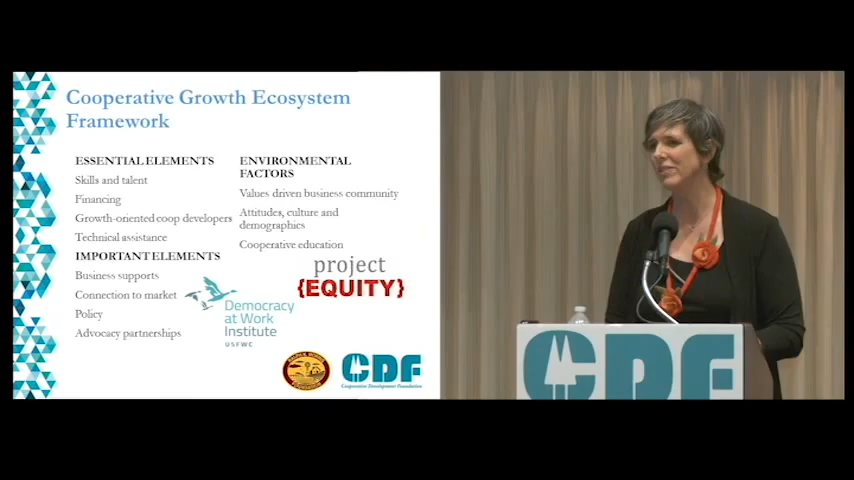 Cooperative Growth Ecosystem
Framework
ESSENTIAL ELEMENTS
Skills and talent
Financing
Growth-oriented coop developers
Technical assistance
IMPORTANT ELEMENTS
Business supports
Connection to market
Policy
Advocacy partnerships
ENVIRONMENTAL
FACTORS
Values driven business community
Attitudes, culture and
demographics
Cooperative education
project
{EQUITY}
Democracy
at Work
Institute
USFWC
CDF
Cooperative Development Foundation
CDF